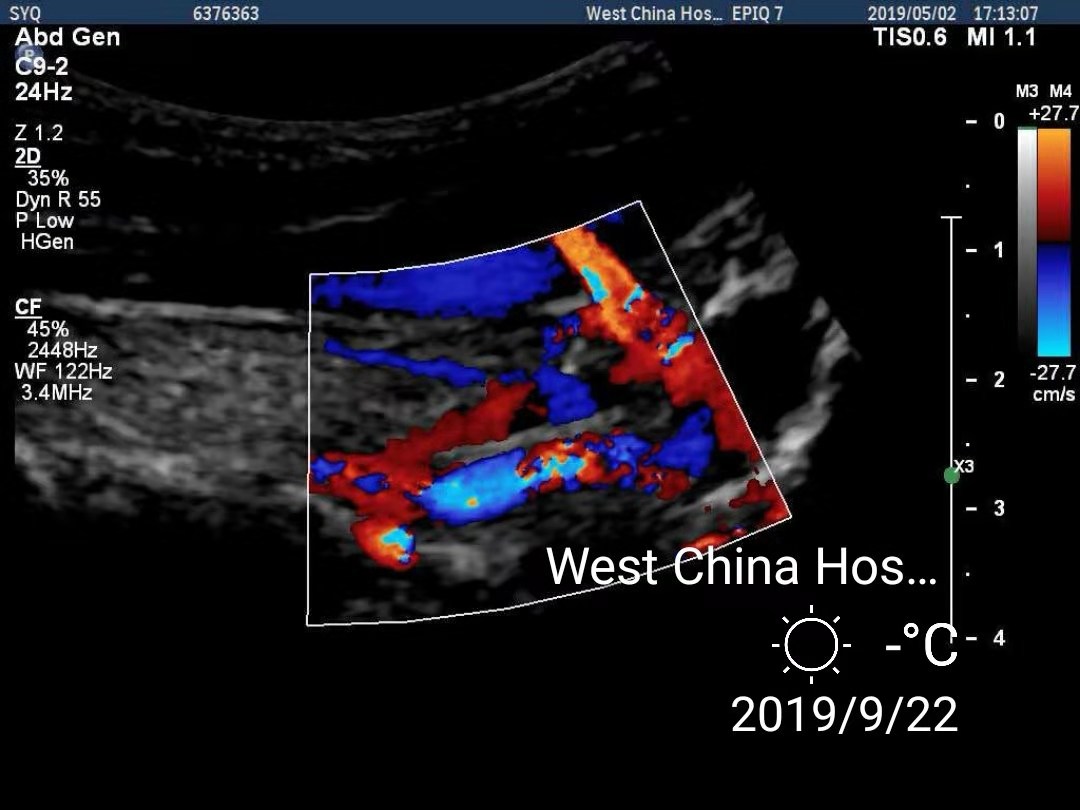 SYQ 6376363 West China Hos... EPIQ 7 2019/05/02 17:13:07
Abd Gen TIS0.6 MI 1.1
P
C9-2
24Hz
M3 M4
+27.7
Z 1.2
2D
35%
Dyn R 55
P Low
HGen
CF
45%
2448Hz
WF 122Hz
3.4MHz
0
1
2
3
4
-27.7
cm/s
X3
West China Hos...
-°C
2019/9/22